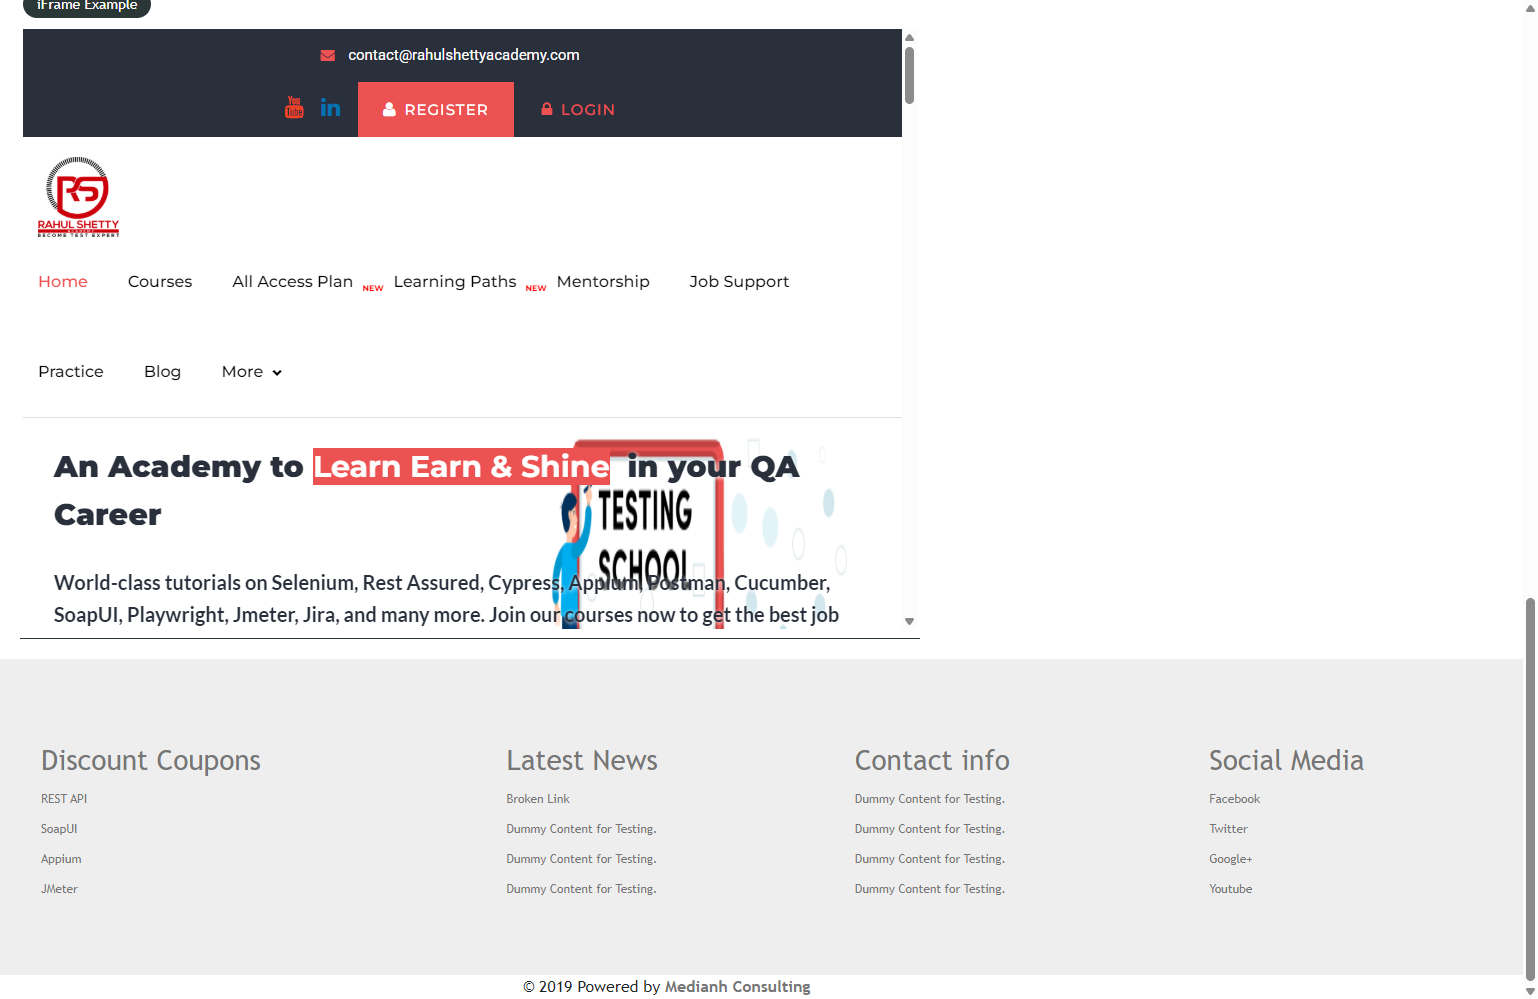 iFrame Example
contact@rahulshettyacademy.com
You Tube in REGISTER LOGIN
RS
RAHUL SHETTY
ACADEMY
BECOME TEST EXPERT
Home Courses All Access Plan NEW Learning Paths NEW Mentorship Job Support
Practice Blog More
An Academy to Learn Earn & Shine in your QA
Career
TESTING
SCHOOL
World-class tutorials on Selenium, Rest Assured, Cypress, Appium, Postman, Cucumber,
SoapUI, Playwright, Jmeter, Jira, and many more. Join our courses now to get the best job
Discount Coupons Latest News Contact info Social Media
REST API Broken Link Dummy Content for Testing. Facebook
SoapUI Dummy Content for Testing. Dummy Content for Testing. Twitter
Appium Dummy Content for Testing. Dummy Content for Testing. Google+
JMeter Dummy Content for Testing. Dummy Content for Testing. Youtube
© 2019 Powered by Medianh Consulting